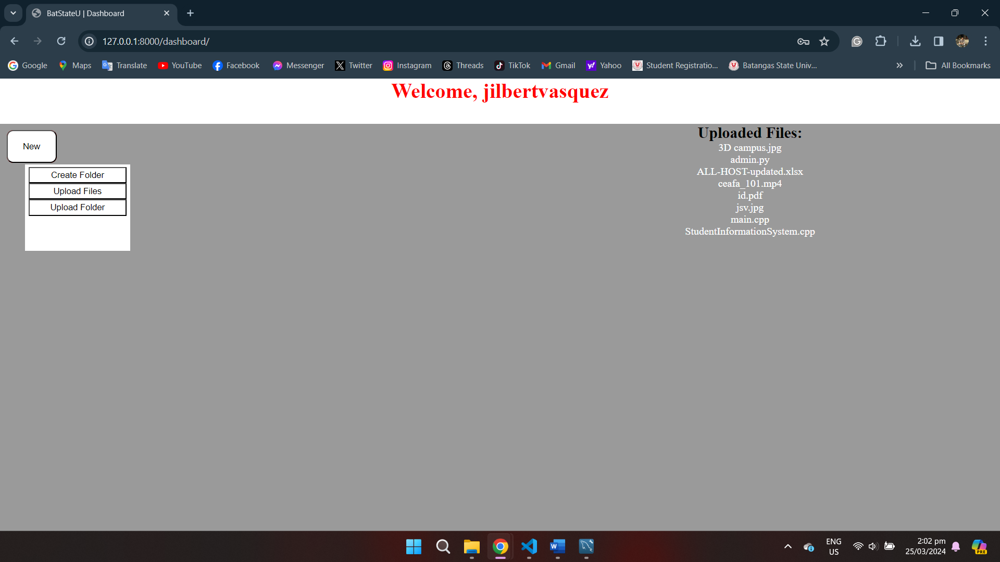 BatStateU | Dashboard
127.0.0.1:8000/dashboard/
Google Maps Translate YouTube Facebook Messenger Twitter Instagram Threads TikTok Gmail Yahoo Student Registratio... Batangas State Univ... All Bookmarks
Welcome, jilbertvasquez
New
Create Folder
Upload Files
Upload Folder
Uploaded Files:
3D campus.jpg
admin.py
ALL-HOST-updated.xlsx
ceafa_101.mp4
id.pdf
jsv.jpg
main.cpp
StudentInformationSystem.cpp
ENG
US
2:02 pm
25/03/2024
PRE